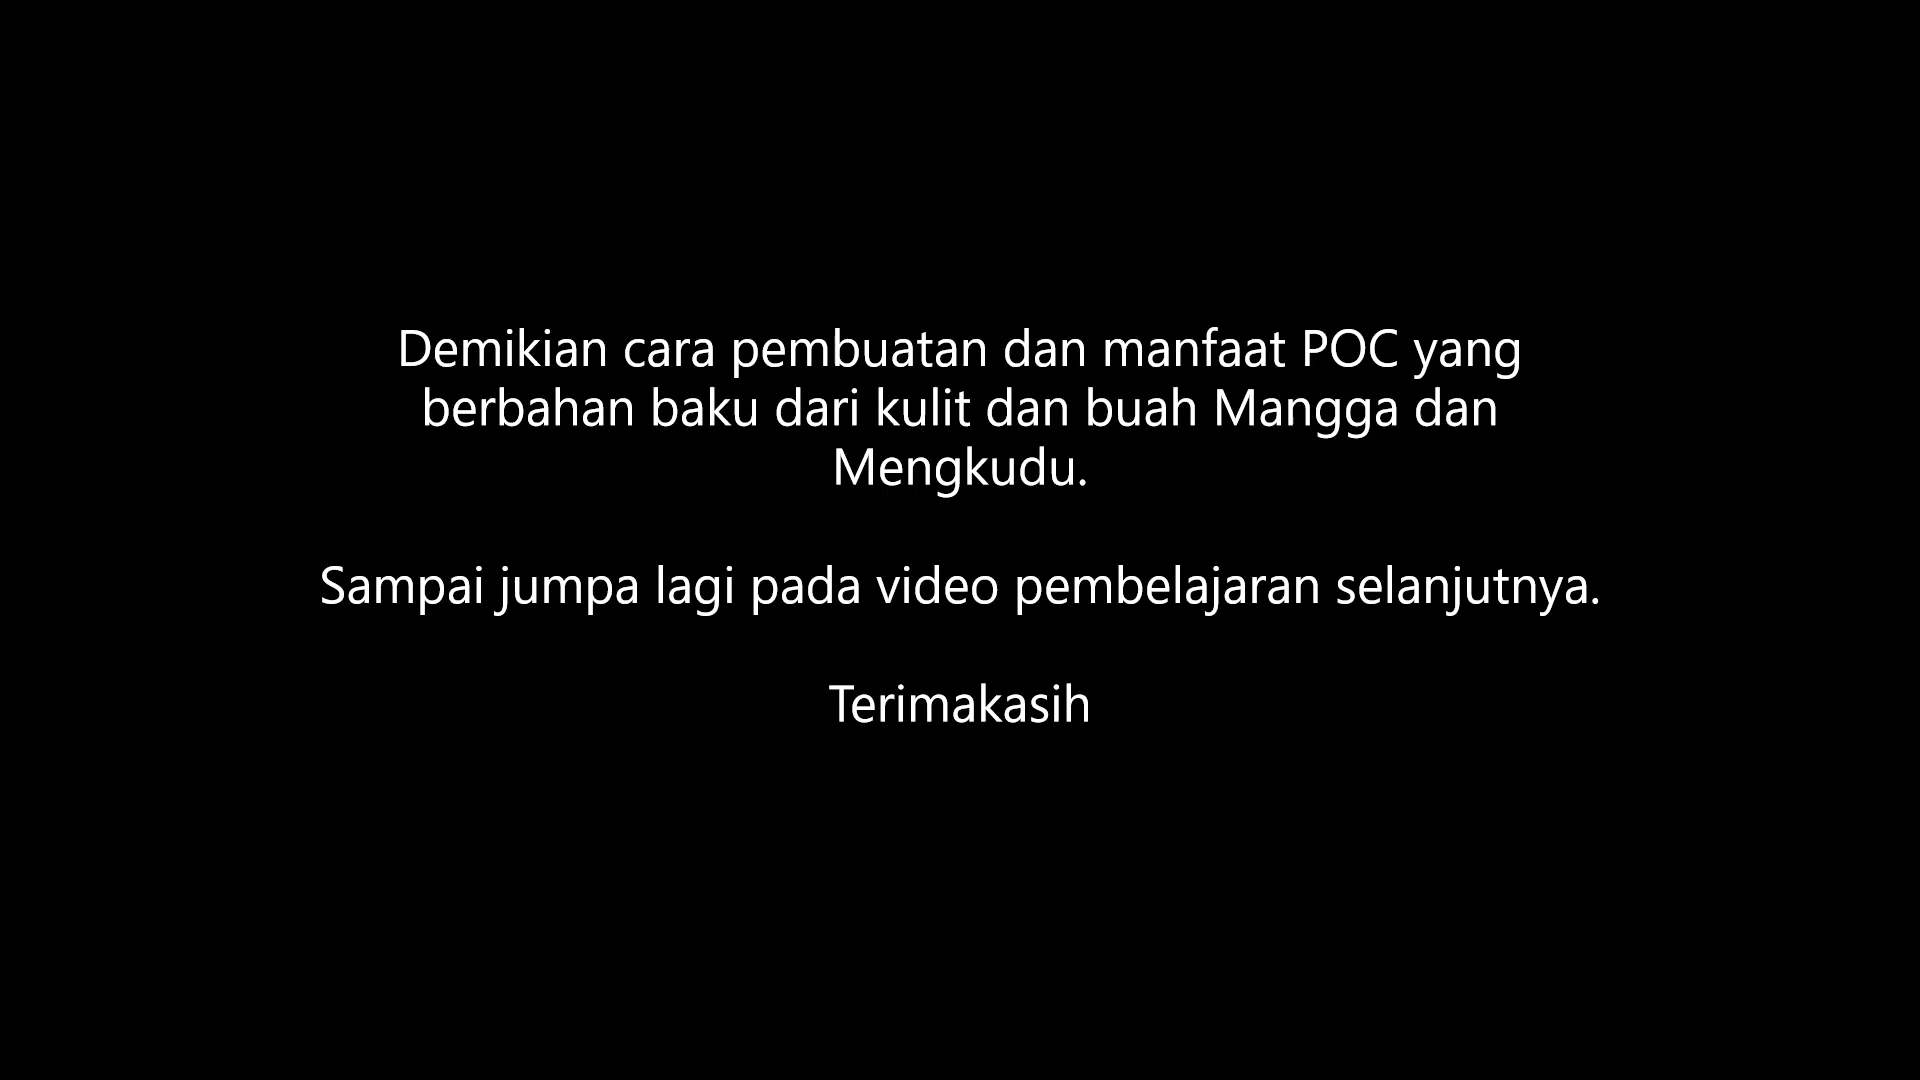 Demikian cara pembuatan dan manfaat POC yang
berbahan baku dari kulit dan buah Mangga dan
Mengkudu.
Sampai jumpa lagi pada video pembelajaran selanjutnya.
Terimakasih